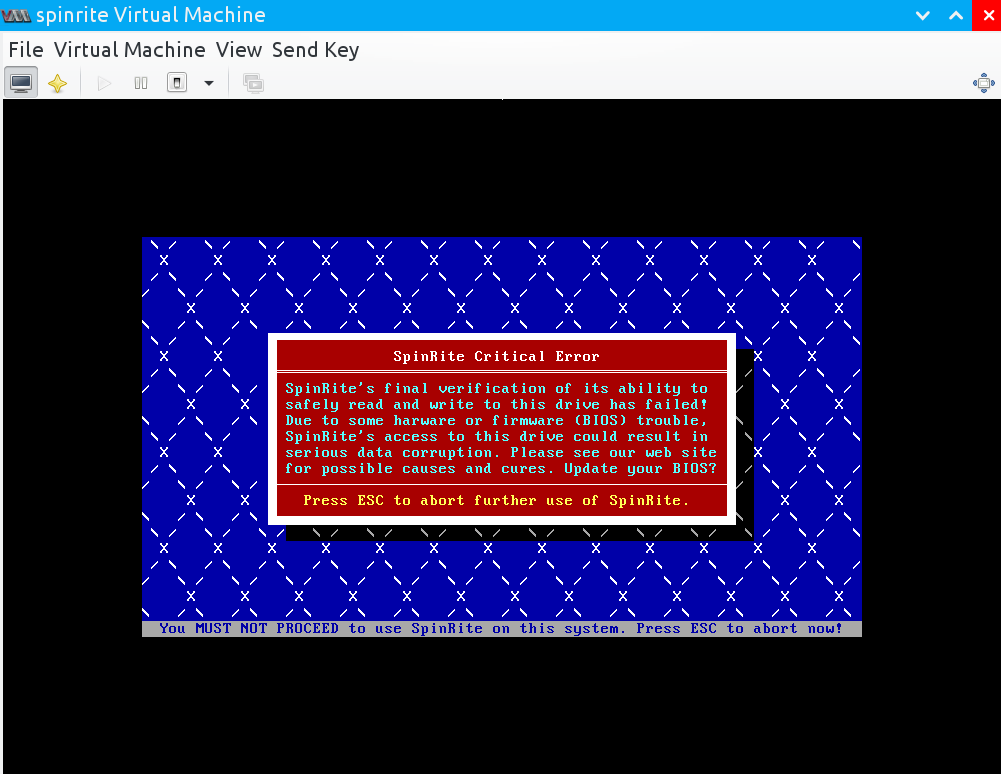 spinrite Virtual Machine
File Virtual Machine View Send Key
SpinRite Critical Error
SpinRite's final verification of its ability to
safely read and write to this drive has failed!
Due to some harware or firmware (BIOS) trouble,
SpinRite's access to this drive could result in
serious data corruption. Please see our web site
for possible causes and cures. Update your BIOS?
Press ESC to abort further use of SpinRite.
You MUST NOT PROCEED to use SpinRite on this system. Press ESC to abort now!